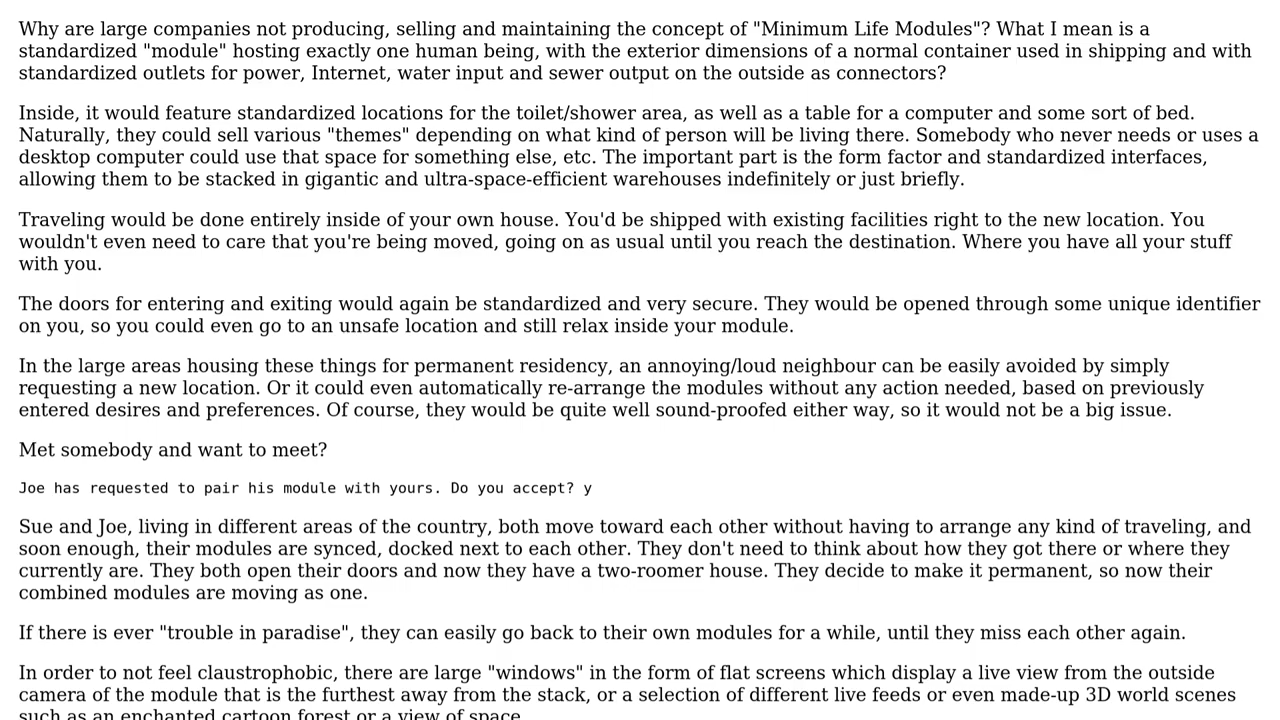 Why are large companies not producing, selling and maintaining the concept of "Minimum Life Modules"? What I mean is a
standardized "module" hosting exactly one human being, with the exterior dimensions of a normal container used in shipping and with
standardized outlets for power, Internet, water input and sewer output on the outside as connectors?
Inside, it would feature standardized locations for the toilet/shower area, as well as a table for a computer and some sort of bed.
Naturally, they could sell various "themes" depending on what kind of person will be living there. Somebody who never needs or uses a
desktop computer could use that space for something else, etc. The important part is the form factor and standardized interfaces,
allowing them to be stacked in gigantic and ultra-space-efficient warehouses indefinitely or just briefly.
Traveling would be done entirely inside of your own house. You'd be shipped with existing facilities right to the new location. You
wouldn't even need to care that you're being moved, going on as usual until you reach the destination. Where you have all your stuff
with you.
The doors for entering and exiting would again be standardized and very secure. They would be opened through some unique identifier
on you, so you could even go to an unsafe location and still relax inside your module.
In the large areas housing these things for permanent residency, an annoying/loud neighbour can be easily avoided by simply
requesting a new location. Or it could even automatically re-arrange the modules without any action needed, based on previously
entered desires and preferences. Of course, they would be quite well sound-proofed either way, so it would not be a big issue.
Met somebody and want to meet?
Joe has requested to pair his module with yours. Do you accept? y
Sue and Joe, living in different areas of the country, both move toward each other without having to arrange any kind of traveling, and
soon enough, their modules are synced, docked next to each other. They don't need to think about how they got there or where they
currently are. They both open their doors and now they have a two-roomer house. They decide to make it permanent, so now their
combined modules are moving as one.
If there is ever "trouble in paradise", they can easily go back to their own modules for a while, until they miss each other again.
In order to not feel claustrophobic, there are large "windows" in the form of flat screens which display a live view from the outside
camera of the module that is the furthest away from the stack, or a selection of different live feeds or even made-up 3D world scenes
such as an enchanted cartoon forest or a view of space.